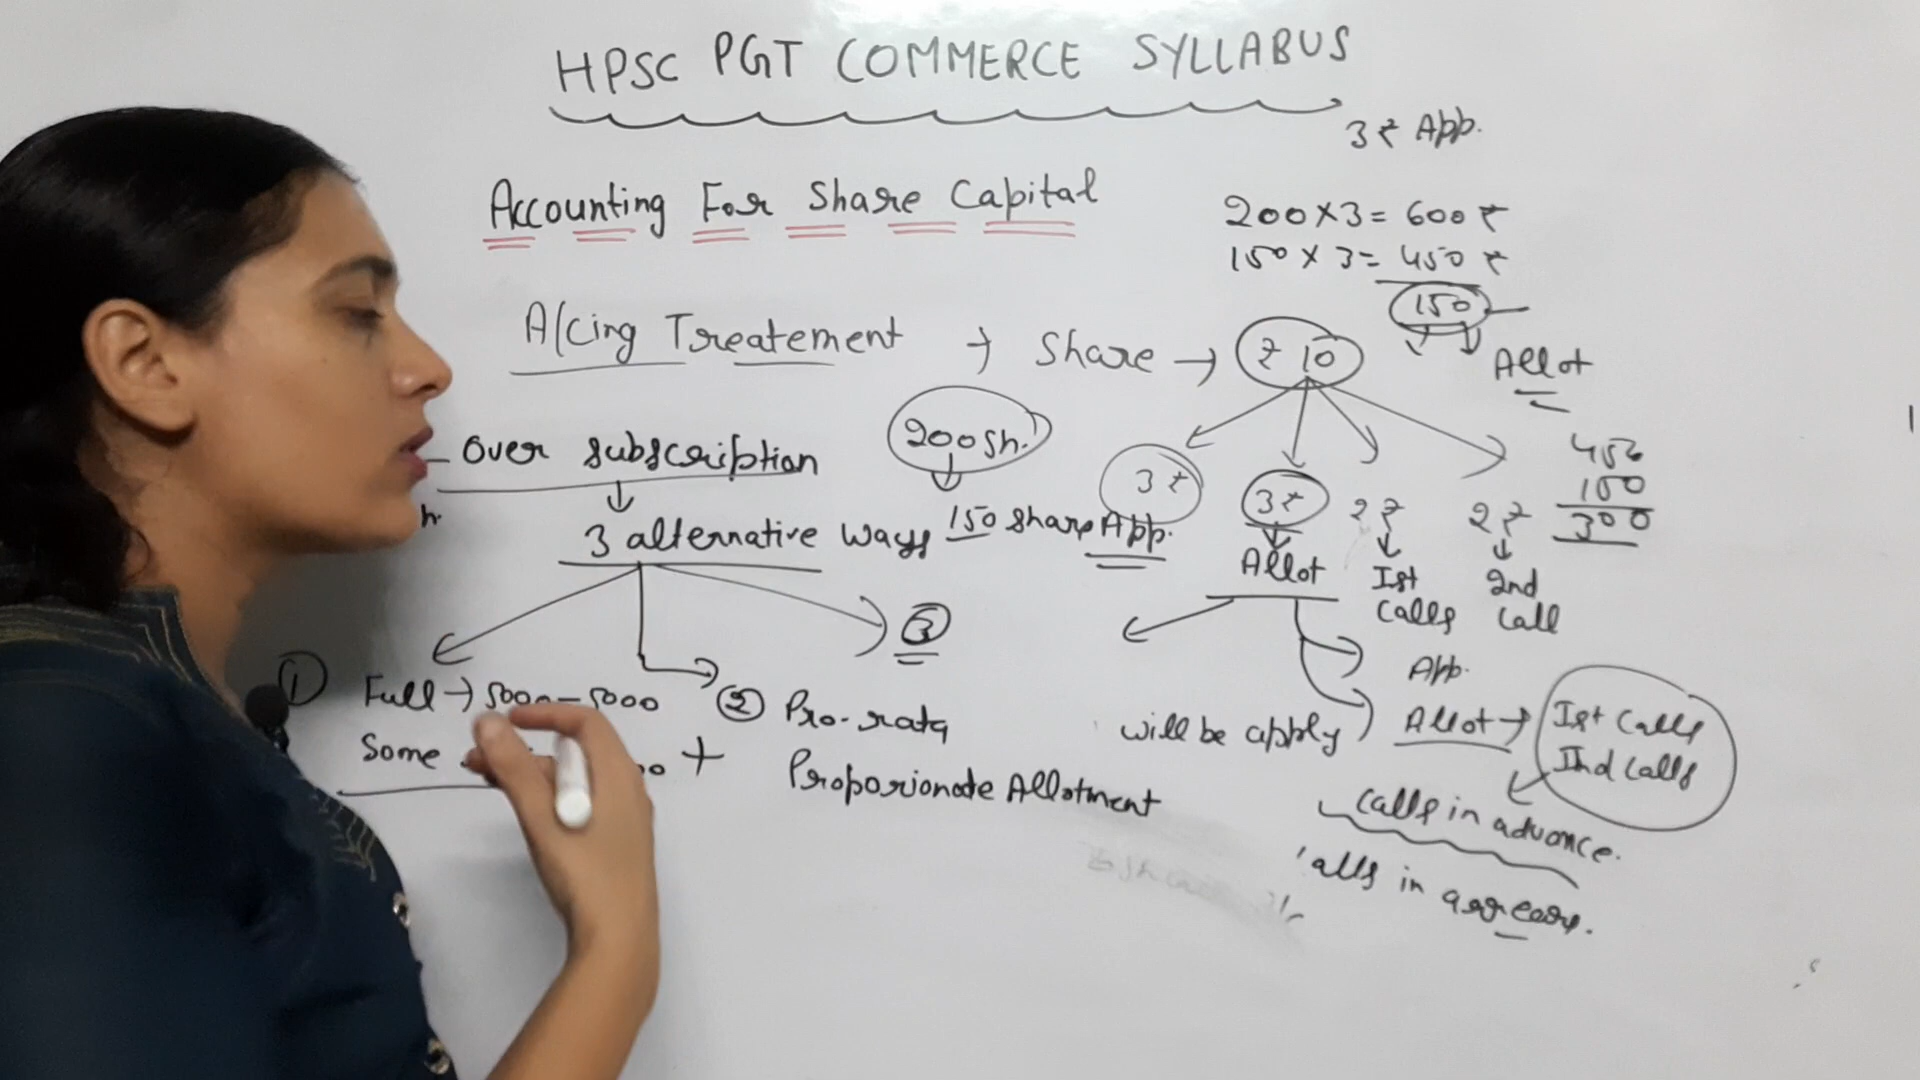 HPSC PGT COMMERCE SYLLABUS
3₹ App.
Accounting For Share Capital
200×3= 600₹
150×3= 450₹
150
Allot
A/Cing Treatement → Share → ₹ 10
Over subscription
200sh.
150 Share App.
3₹
3₹
2₹
2₹
Allot
Ist Calls
2nd Call
450
150
300
3 alternative Ways
3
1 Full → 5000 - 5000
Some
+
2 Pro-rata
Proporionate Allotment
App.
will be apply
Allot → Ist Calls
IInd Calls
Calls in advance.
alls in arrears.